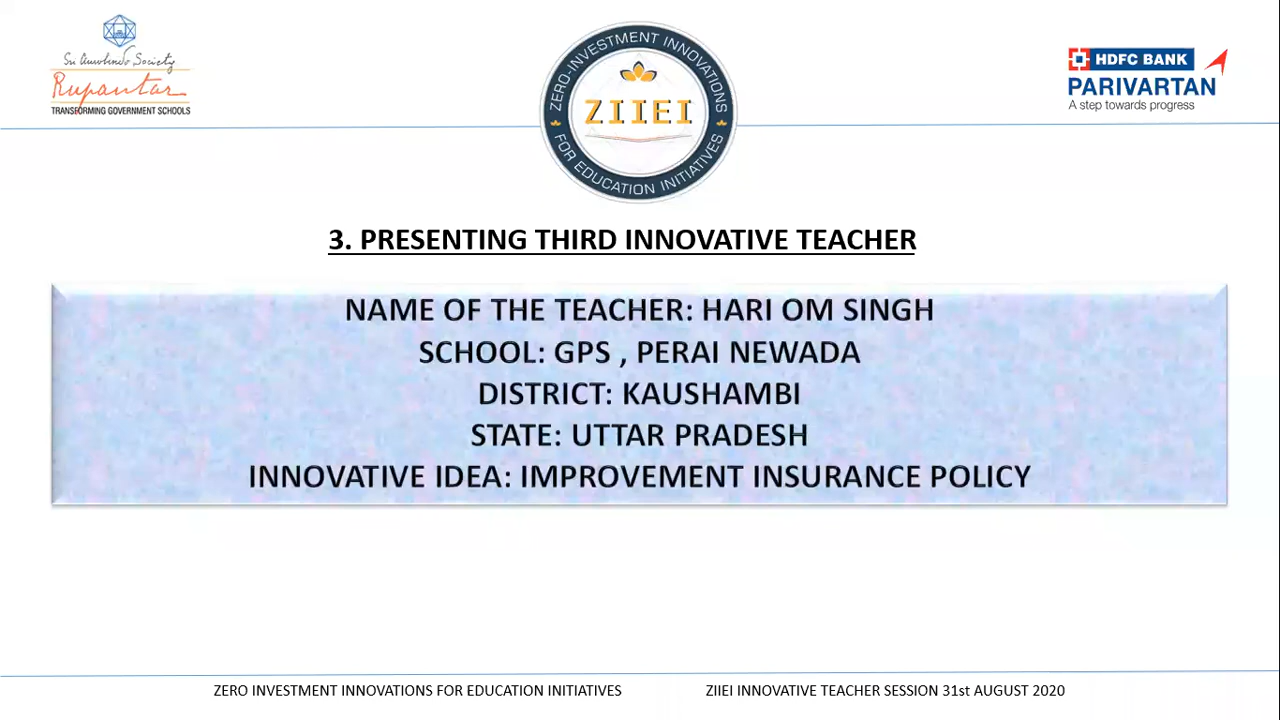 Sri Aurobindo Society
Rupantar
TRANSFORMING GOVERNMENT SCHOOLS
ZERO-INVESTMENT INNOVATIONS
ZIIEI
FOR EDUCATION INITIATIVES
HDFC BANK
PARIVARTAN
A step towards progress
3. PRESENTING THIRD INNOVATIVE TEACHER
NAME OF THE TEACHER: HARI OM SINGH
SCHOOL: GPS , PERAI NEWADA
DISTRICT: KAUSHAMBI
STATE: UTTAR PRADESH
INNOVATIVE IDEA: IMPROVEMENT INSURANCE POLICY
ZERO INVESTMENT INNOVATIONS FOR EDUCATION INITIATIVES
ZIIEI INNOVATIVE TEACHER SESSION 31st AUGUST 2020